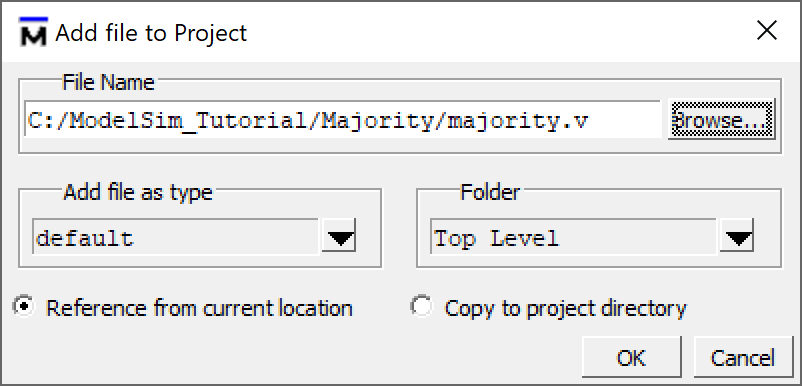 Add file to Project
File Name
C:/ModelSim_Tutorial/Majority/majority.v Browse...
Add file as type Folder
default Top Level
Reference from current location Copy to project directory
OK Cancel